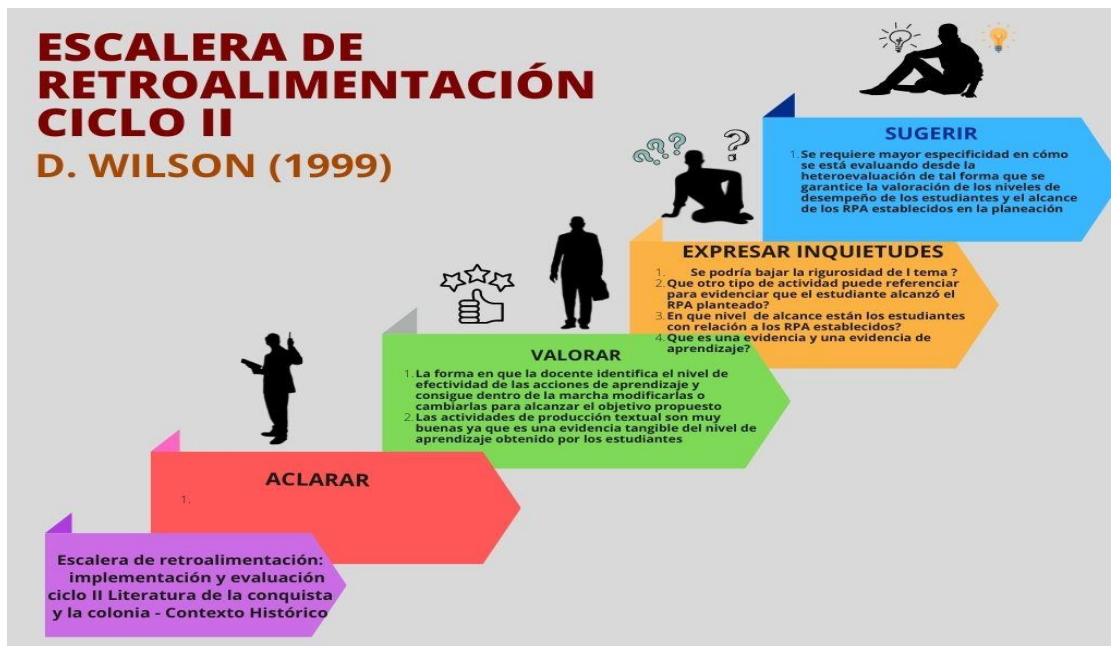 ESCALERA DE
RETROALIMENTACIÓN
CICLO II
D. WILSON (1999)
SUGERIR
1. Se requiere mayor especificidad en cómo
se está evaluando desde la
heteroevaluación de tal forma que se
garantice la valoración de los niveles de
desempeño de los estudiantes y el alcance
de los RPA establecidos en la planeación
EXPRESAR INQUIETUDES
1. Se podría bajar la rigurosidad de l tema ?
2. Que otro tipo de actividad puede referenciar
para evidenciar que el estudiante alcanzó el
RPA planteado?
3. En que nivel de alcance están los estudiantes
con relación a los RPA establecidos?
4. Que es una evidencia y una evidencia de
aprendizaje?
VALORAR
1. La forma en que la docente identifica el nivel de
efectividad de las acciones de aprendizaje y
consigue dentro de la marcha modificarlas o
cambiarlas para alcanzar el objetivo propuesto
2. Las actividades de producción textual son muy
buenas ya que es una evidencia tangible del nivel de
aprendizaje obtenido por los estudiantes
ACLARAR
1.
Escalera de retroalimentación:
implementación y evaluación
ciclo II Literatura de la conquista
y la colonia - Contexto Histórico